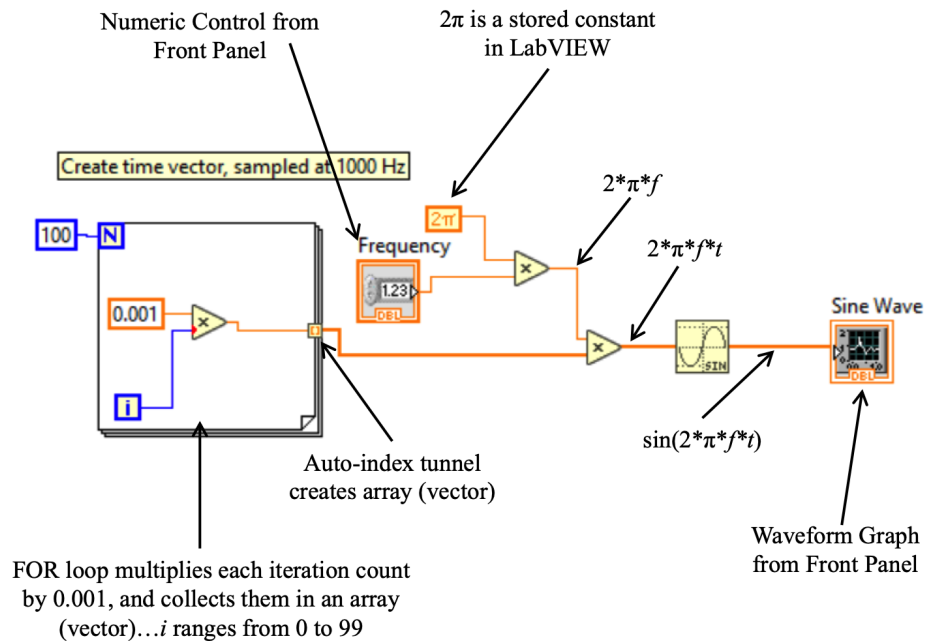 Numeric Control from
Front Panel
2π is a stored constant
in LabVIEW
Create time vector, sampled at 1000 Hz
2*π*f
2π
100
N
Frequency
2*π*f*t
1.23
DBL
0.001
Sine Wave
SIN
DBL
i
sin(2*π*f*t)
Auto-index tunnel
creates array (vector)
Waveform Graph
from Front Panel
FOR loop multiplies each iteration count
by 0.001, and collects them in an array
(vector)…i ranges from 0 to 99